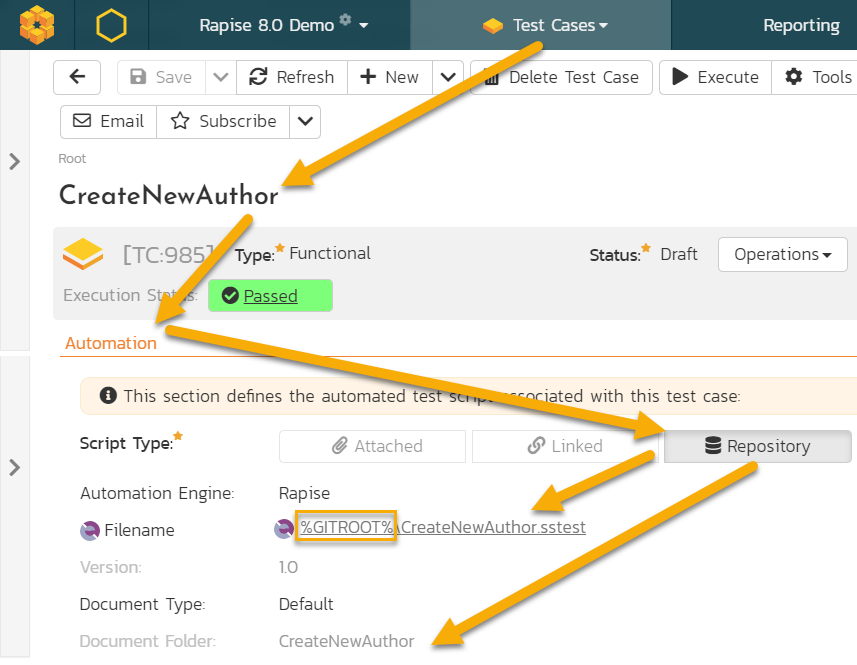 Rapise 8.0 Demo Test Cases Reporting
Save Refresh New Delete Test Case Execute Tools
Email Subscribe
Root
CreateNewAuthor
[TC:985] Type: Functional Status: Draft Operations
Execution Status: Passed
Automation
This section defines the automated test script associated with this test case:
Script Type: Attached Linked Repository
Automation Engine: Rapise
Filename %GITROOT%\CreateNewAuthor.sstest
Version: 1.0
Document Type: Default
Document Folder: CreateNewAuthor